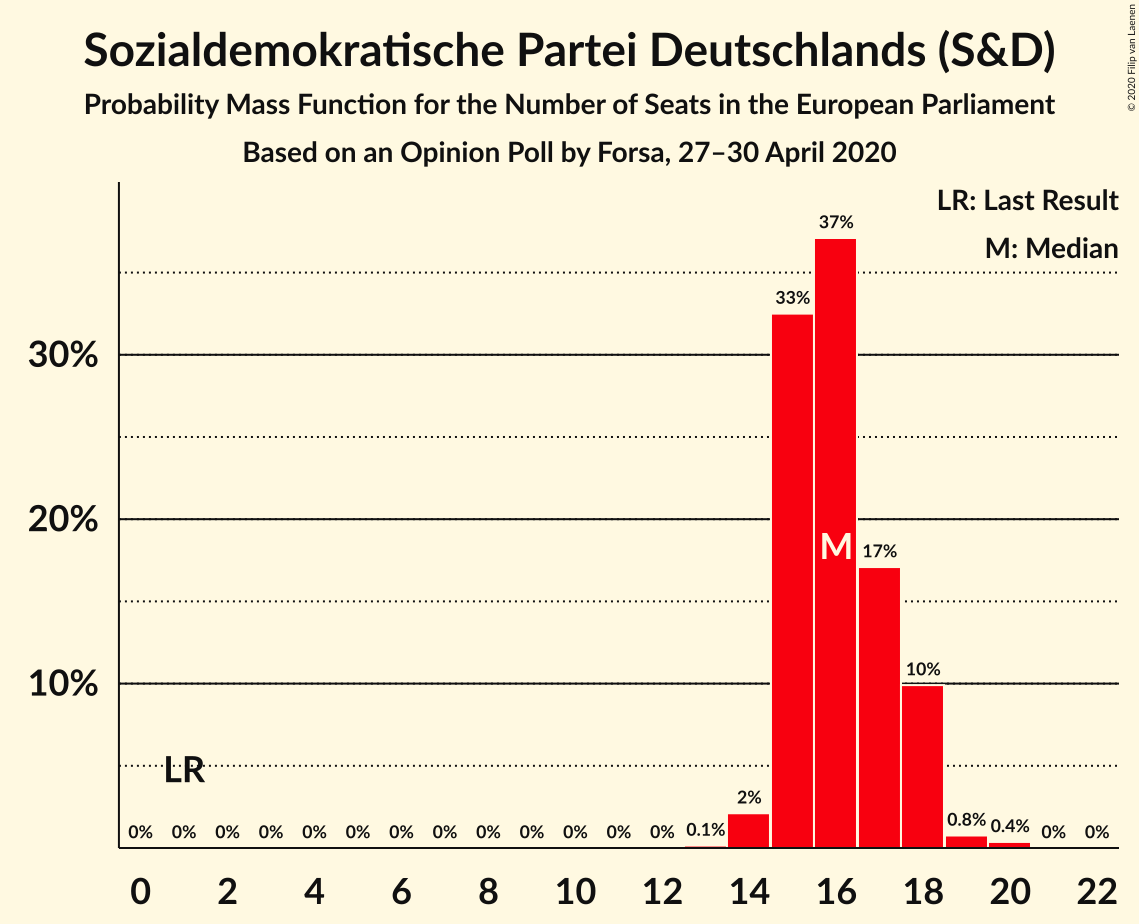 Sozialdemokratische Partei Deutschlands (S&D)
Probability Mass Function for the Number of Seats in the European Parliament
Based on an Opinion Poll by Forsa, 27–30 April 2020
© 2020 Filip van Laenen
LR: Last Result
M: Median
37%
33%
30%
20%
M
17%
10%
10%
LR
2%
0% 0% 0% 0% 0% 0% 0% 0% 0% 0% 0% 0% 0% 0.1% 0.8% 0.4% 0% 0%
0 2 4 6 8 10 12 14 16 18 20 22